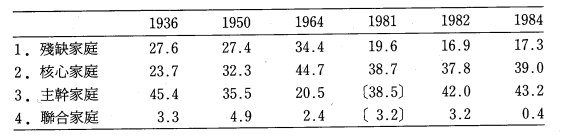 1936 1950 1964 1981 1982 1984
1．殘缺家庭 27.6 27.4 34.4 19.6 16.9 17.3
2．核心家庭 23.7 32.3 44.7 38.7 37.8 39.0
3．主幹家庭 45.4 35.5 20.5 〔38.5〕 42.0 43.2
4．聯合家庭 3.3 4.9 2.4 〔 3.2〕 3.2 0.4